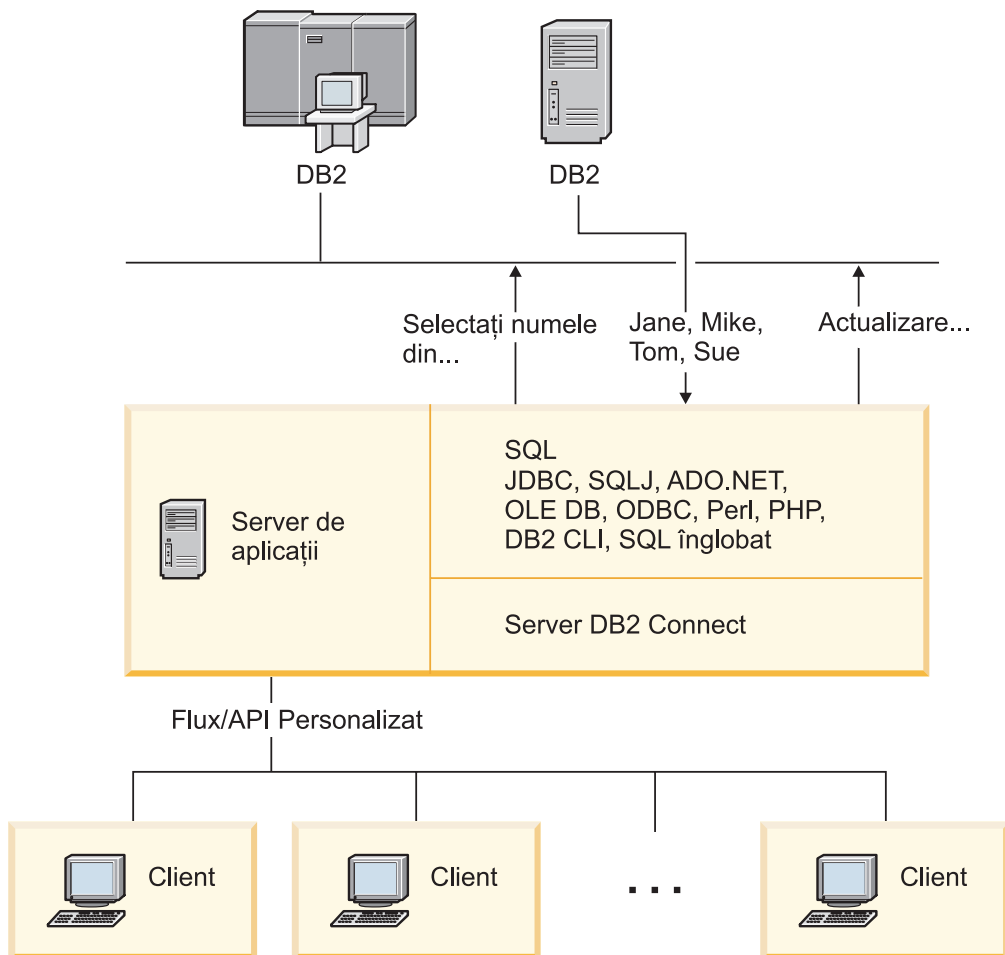 DB2
DB2
Selectați numele
din...
Jane, Mike,
Tom, Sue
Actualizare...
Server de
aplicații
SQL
JDBC, SQLJ, ADO.NET,
OLE DB, ODBC, Perl, PHP,
DB2 CLI, SQL înglobat
Server DB2 Connect
Flux/API Personalizat
Client
Client
...
Client